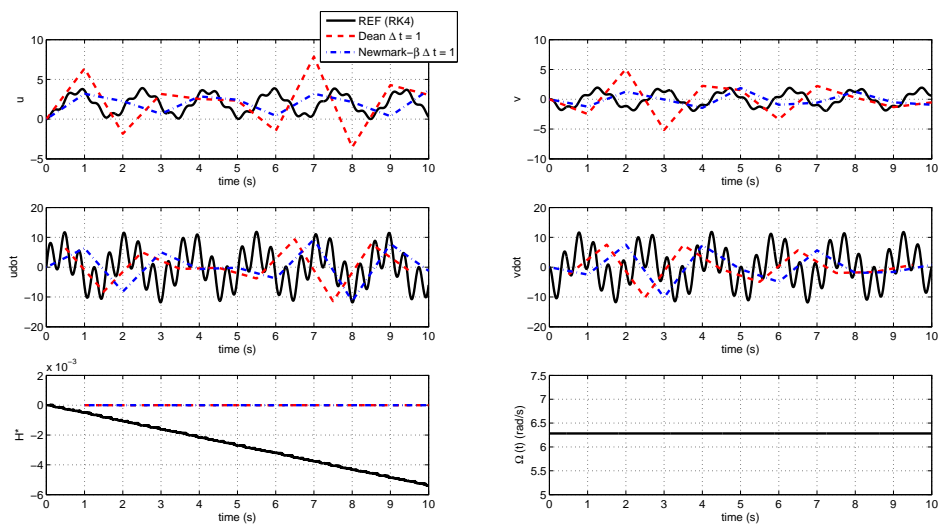 REF (RK4)
Dean Δ t = 1
Newmark−β Δ t = 1
10
5
0
−5
u
0 1 2 3 4 5 6 7 8 9 10
time (s)
10
5
0
−5
−10
v
0 1 2 3 4 5 6 7 8 9 10
time (s)
20
10
0
−10
−20
udot
0 1 2 3 4 5 6 7 8 9 10
time (s)
20
10
0
−10
−20
vdot
0 1 2 3 4 5 6 7 8 9 10
time (s)
x 10⁻³
2
0
−2
−4
−6
H*
0 1 2 3 4 5 6 7 8 9 10
time (s)
7.5
7
6.5
6
5.5
5
Ω (t) (rad/s)
0 1 2 3 4 5 6 7 8 9 10
time (s)